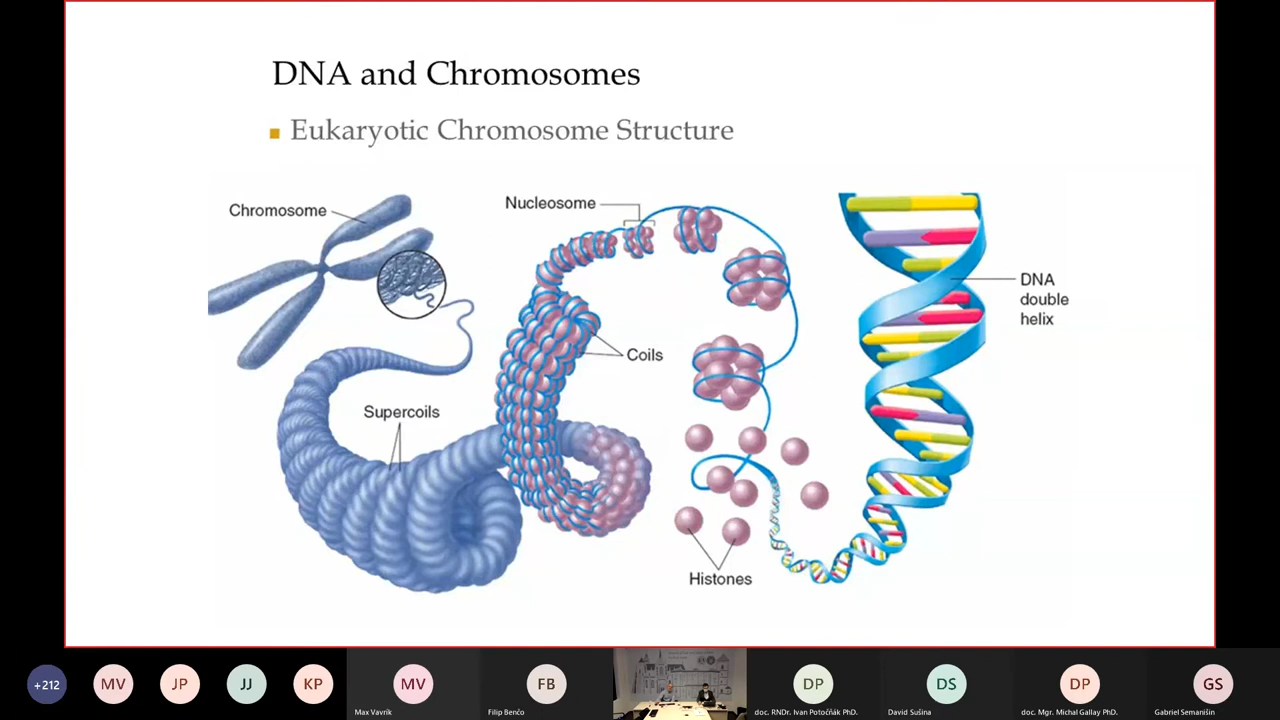 DNA and Chromosomes
Eukaryotic Chromosome Structure
Chromosome
Nucleosome
DNA
double
helix
Coils
Supercoils
Histones
+212
MV
JP
JJ
KP
MV
Max Vavrík
FB
Filip Benčo
DP
doc. RNDr. Ivan Potočňák PhD.
DS
David Sušina
DP
doc. Mgr. Michal Gallay PhD.
GS
Gabriel Semanišin